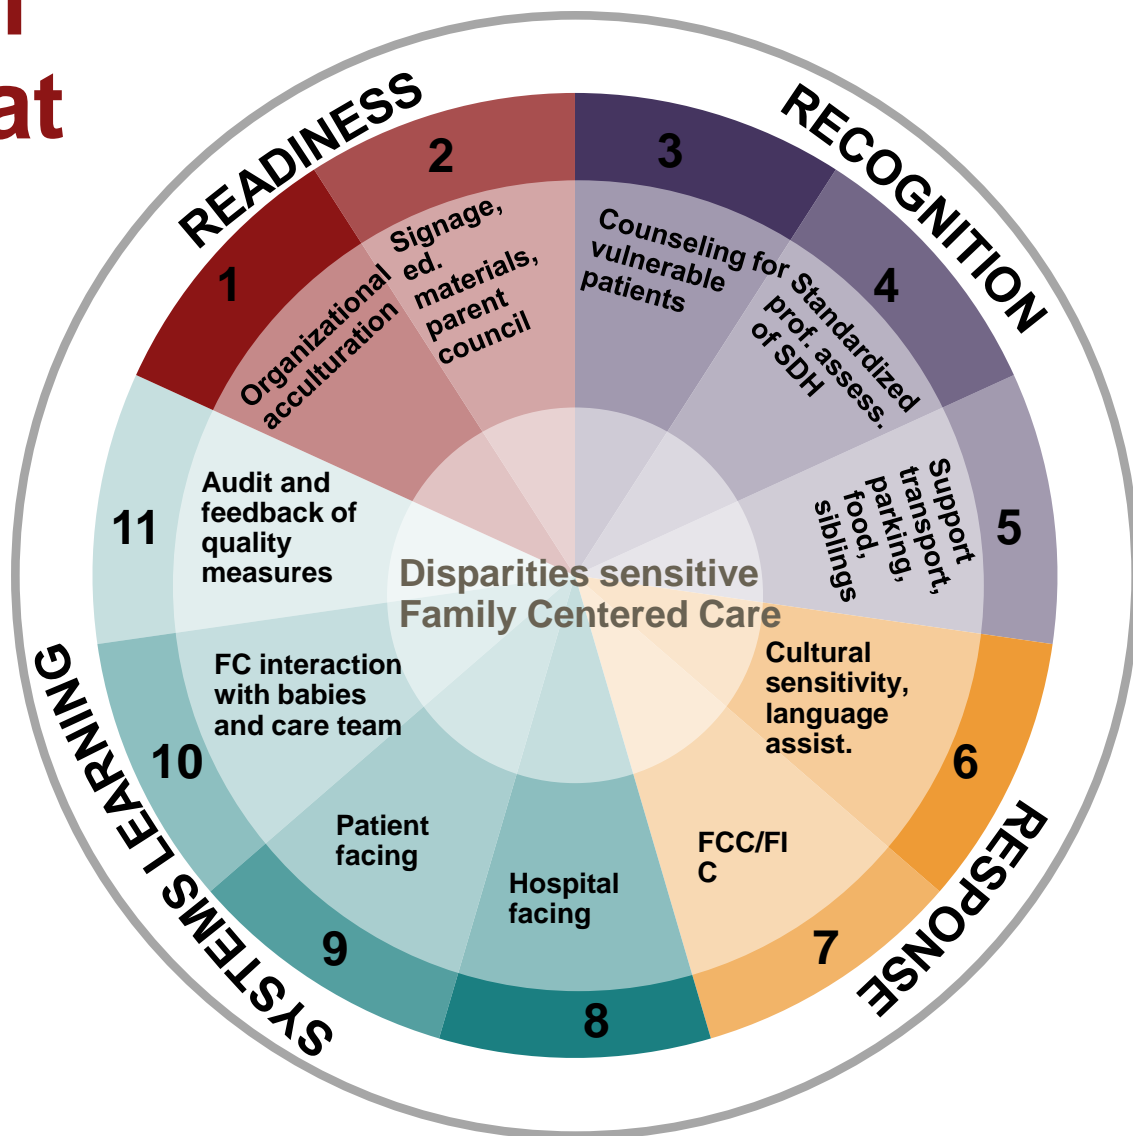 at
READINESS
RECOGNITION
RESPONSE
SYSTEMS LEARNING
1
Organizational
acculturation
2
Signage,
ed.
materials,
parent
council
3
Counseling for
vulnerable
patients
4
Standardized
prof. assess.
of SDH
5
Support
transport,
parking,
food,
siblings
6
Cultural
sensitivity,
language
assist.
7
FCC/FI
C
8
Hospital
facing
9
Patient
facing
10
FC interaction
with babies
and care team
11
Audit and
feedback of
quality
measures
Disparities sensitive
Family Centered Care